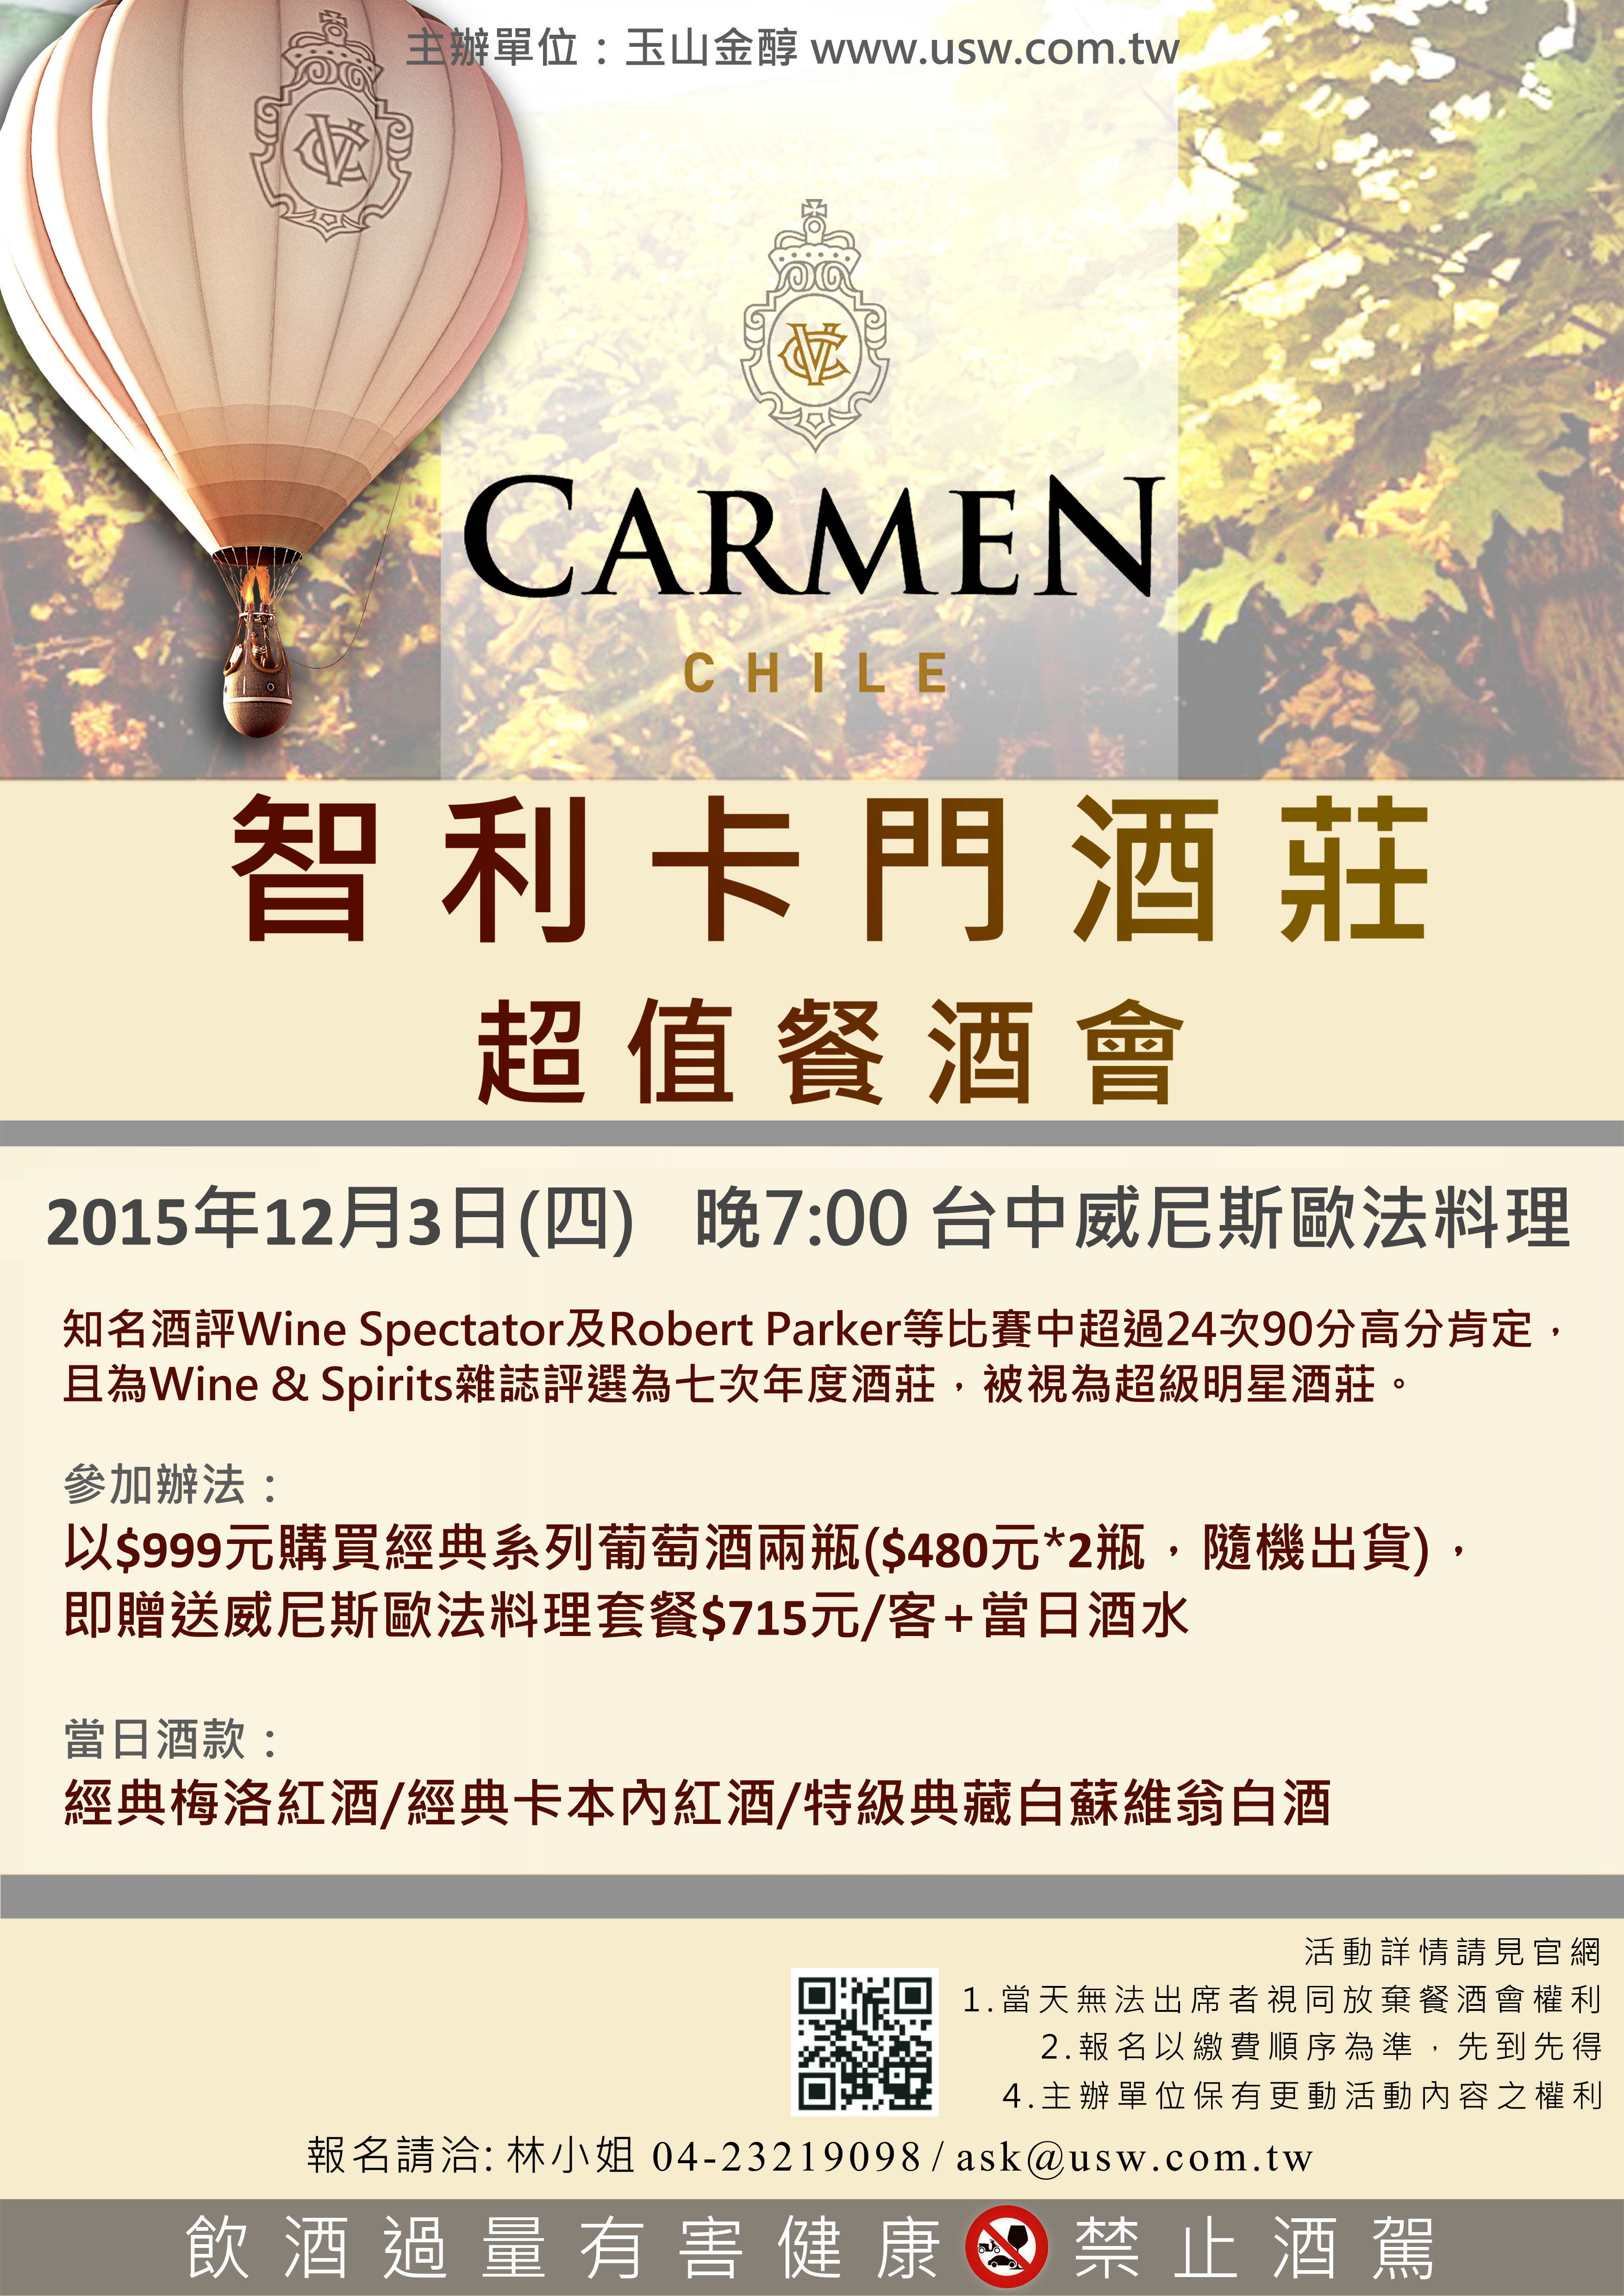 主辦單位：玉山金醇 www.usw.com.tw
VC
VC
CARMEN
CHILE
智利卡門酒莊
超值餐酒會
2015年12月3日(四) 晚7:00 台中威尼斯歐法料理
知名酒評Wine Spectator及Robert Parker等比賽中超過24次90分高分肯定，
且為Wine & Spirits雜誌評選為七次年度酒莊，被視為超級明星酒莊。
參加辦法：
以$999元購買經典系列葡萄酒兩瓶($480元*2瓶，隨機出貨)，
即贈送威尼斯歐法料理套餐$715元/客+當日酒水
當日酒款：
經典梅洛紅酒/經典卡本內紅酒/特級典藏白蘇維翁白酒
活動詳情請見官網
1.當天無法出席者視同放棄餐酒會權利
2.報名以繳費順序為準，先到先得
4.主辦單位保有更動活動內容之權利
報名請洽: 林小姐 04-23219098 / ask@usw.com.tw
飲酒過量有害健康 禁止酒駕